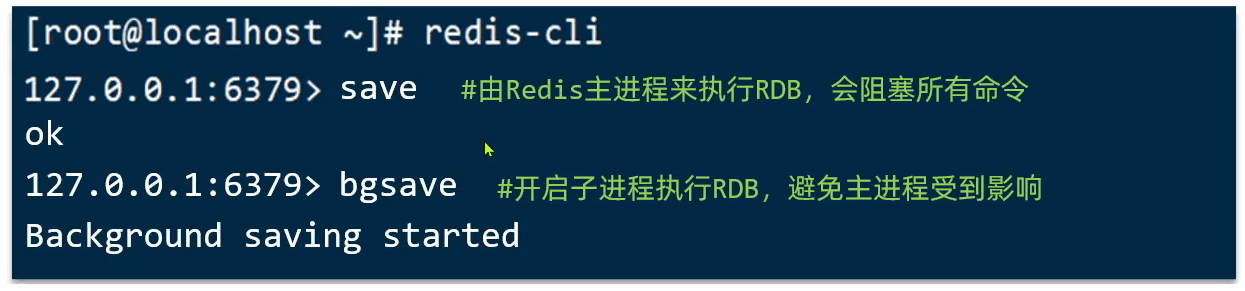 [root@localhost ~]# redis-cli
127.0.0.1:6379> save #由Redis主进程来执行RDB，会阻塞所有命令
ok
127.0.0.1:6379> bgsave #开启子进程执行RDB，避免主进程受到影响
Background saving started